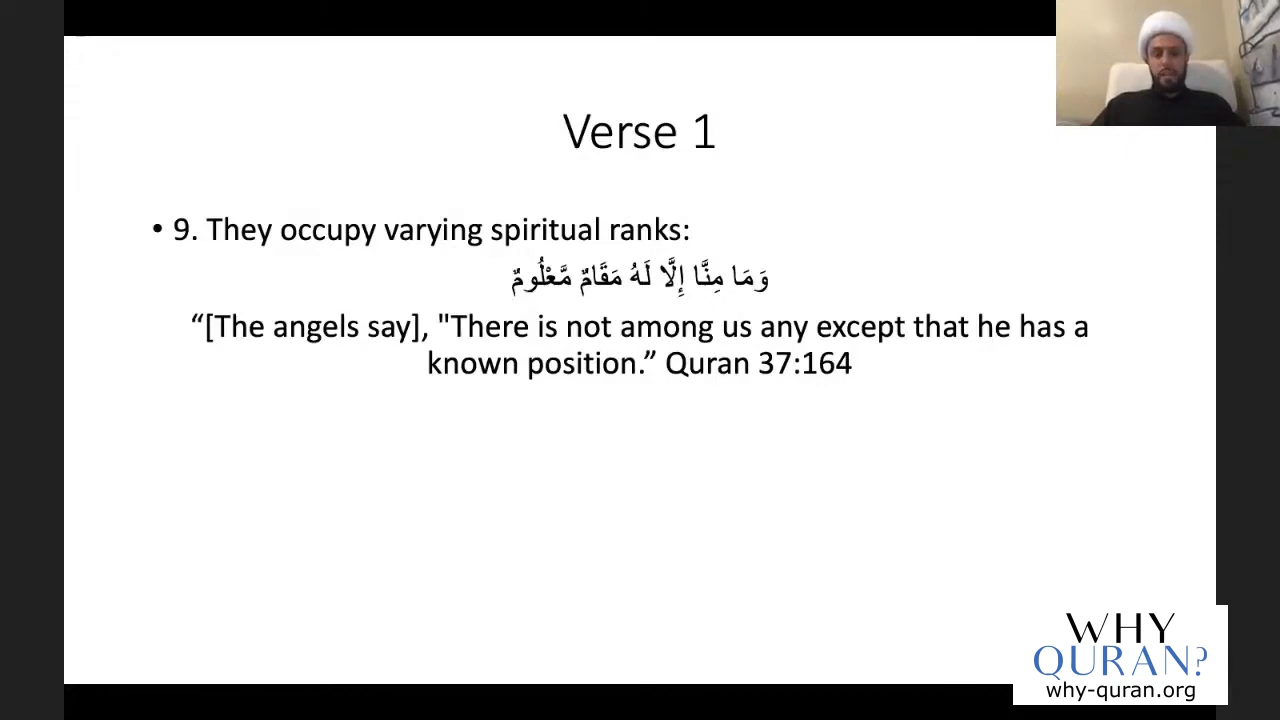 Verse 1
• 9. They occupy varying spiritual ranks:
وَمَا مِنَّا إِلَّا لَهُ مَقَامٌ مَّعْلُومٌ
“[The angels say], "There is not among us any except that he has a
known position.” Quran 37:164
WHY
QURAN?
why-quran.org